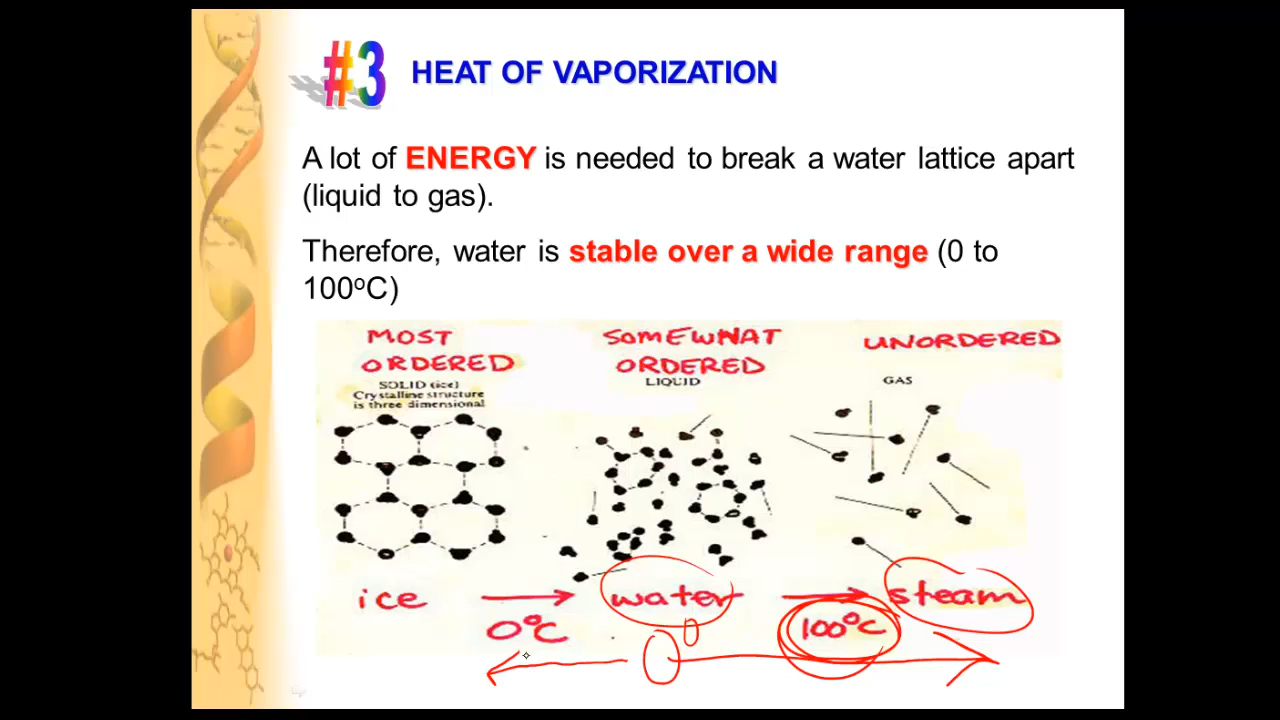 #3 HEAT OF VAPORIZATION
A lot of ENERGY is needed to break a water lattice apart
(liquid to gas).
Therefore, water is stable over a wide range (0 to
100oC)
MOST SOMEWHAT UNORDERED
ORDERED ORDERED
SOLID (ice) LIQUID GAS
Crystalline structure
is three dimensional
ice water steam
0°C 100°C
0°